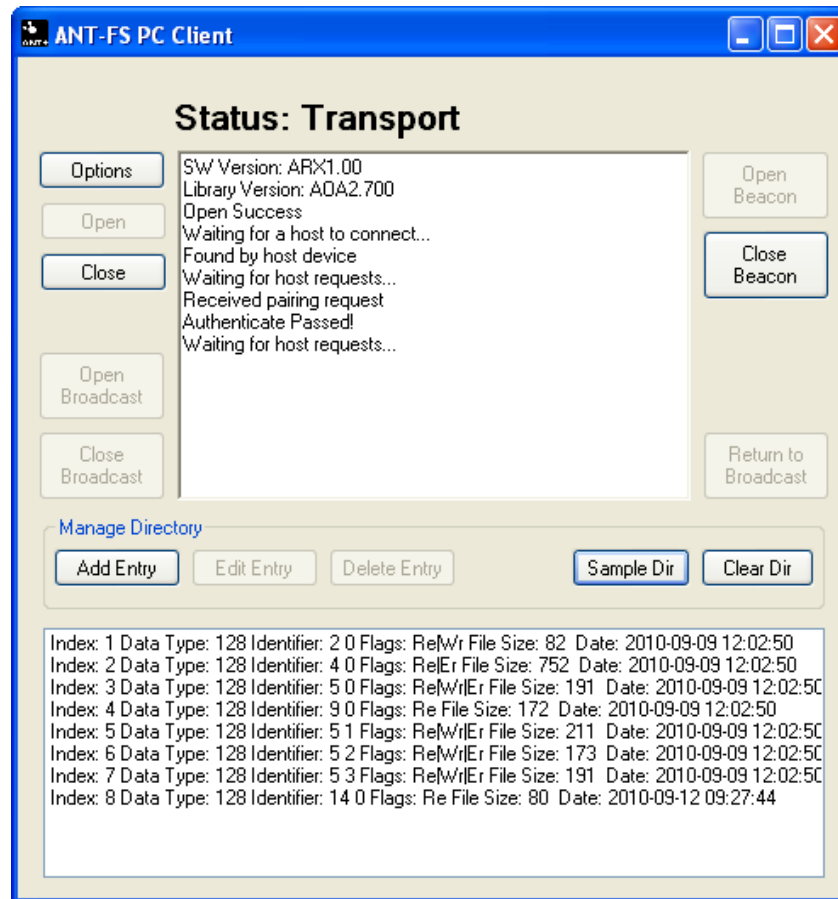 ANT-FS PC Client
Status: Transport
Options
Open
Close
Open
Broadcast
Close
Broadcast
SW Version: ARX1.00
Library Version: AOA2.700
Open Success
Waiting for a host to connect...
Found by host device
Waiting for host requests...
Received pairing request
Authenticate Passed!
Waiting for host requests...
Open
Beacon
Close
Beacon
Return to
Broadcast
Manage Directory
Add Entry
Edit Entry
Delete Entry
Sample Dir
Clear Dir
Index: 1 Data Type: 128 Identifier: 2 0 Flags: Re|Wr File Size: 82 Date: 2010-09-09 12:02:50
Index: 2 Data Type: 128 Identifier: 4 0 Flags: Re|Er File Size: 752 Date: 2010-09-09 12:02:50
Index: 3 Data Type: 128 Identifier: 5 0 Flags: Re|Wr|Er File Size: 191 Date: 2010-09-09 12:02:50
Index: 4 Data Type: 128 Identifier: 9 0 Flags: Re File Size: 172 Date: 2010-09-09 12:02:50
Index: 5 Data Type: 128 Identifier: 5 1 Flags: Re|Wr|Er File Size: 211 Date: 2010-09-09 12:02:50
Index: 6 Data Type: 128 Identifier: 5 2 Flags: Re|Wr|Er File Size: 173 Date: 2010-09-09 12:02:50
Index: 7 Data Type: 128 Identifier: 5 3 Flags: Re|Wr|Er File Size: 191 Date: 2010-09-09 12:02:50
Index: 8 Data Type: 128 Identifier: 14 0 Flags: Re File Size: 80 Date: 2010-09-12 09:27:44